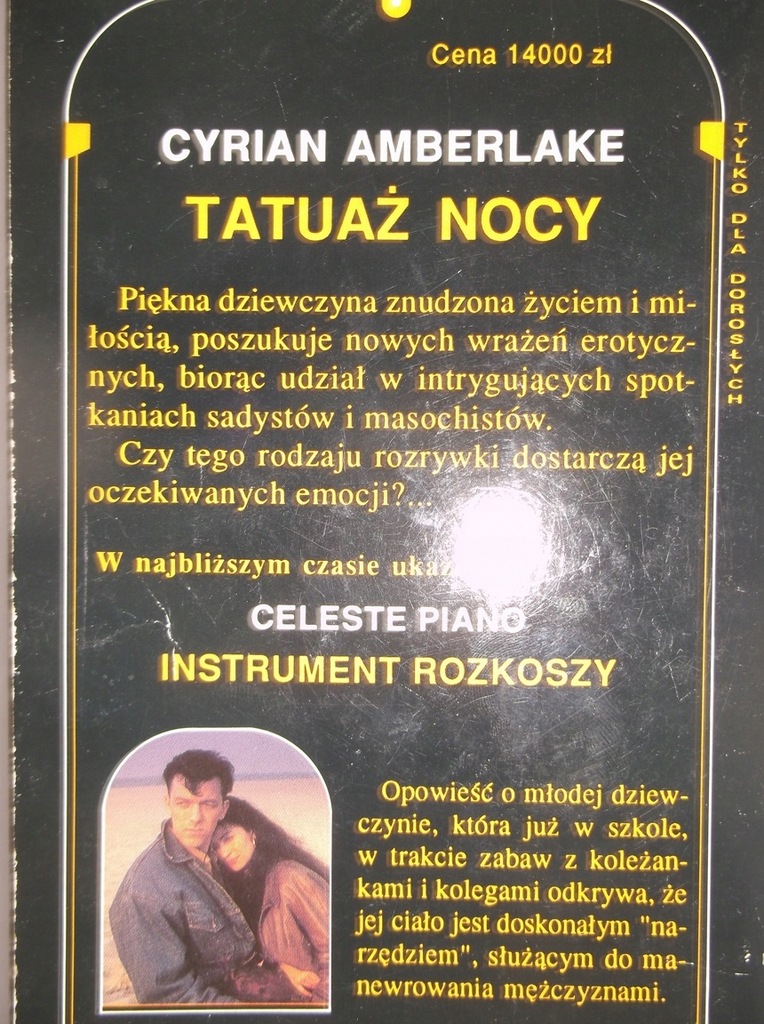 Cena 14000 zł
CYRIAN AMBERLAKE
TATUAŻ NOCY
Piękna dziewczyna znudzona życiem i mi-
łością, poszukuje nowych wrażeń erotycz-
nych, biorąc udział w intrygujących spot-
kaniach sadystów i masochistów.
Czy tego rodzaju rozrywki dostarczą jej
oczekiwanych emocji?...
W najbliższym czasie
CELESTE PIANO
INSTRUMENT ROZKOSZY
Opowieść o młodej dziew-
czynie, która już w szkole,
w trakcie zabaw z koleżan-
kami i kolegami odkrywa, że
jej ciało jest doskonałym "na-
rzędziem", służącym do ma-
newrowania mężczyznami.
TYLKO DLA DOROSŁYCH